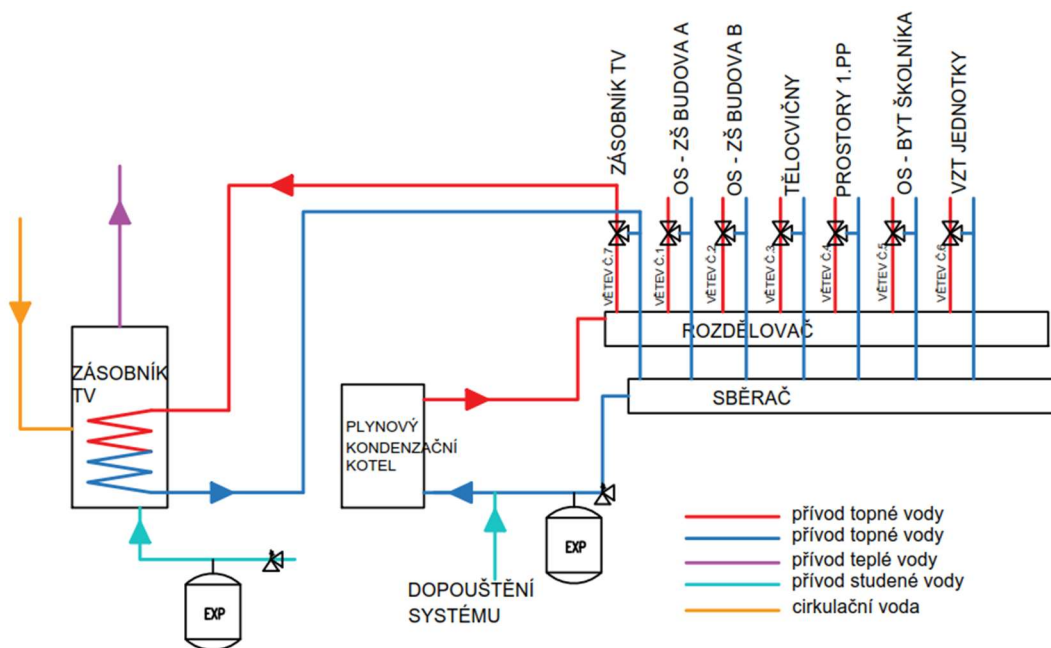 ZÁSOBNÍK TV
OS - ZŠ BUDOVA A
OS - ZŠ BUDOVA B
TĚLOCVIČNY
PROSTORY 1.PP
OS - BYT ŠKOLNÍKA
VZT JEDNOTKY
VĚTEV Č.7
VĚTEV Č.1
VĚTEV Č.2
VĚTEV Č.3
VĚTEV Č.4
VĚTEV Č.5
VĚTEV Č.6
ROZDĚLOVAČ
SBĚRAČ
ZÁSOBNÍK
TV
PLYNOVÝ
KONDENZAČNÍ
KOTEL
EXP
EXP
DOPOUŠTĚNÍ
SYSTÉMU
přívod topné vody
přívod topné vody
přívod teplé vody
přívod studené vody
cirkulační voda